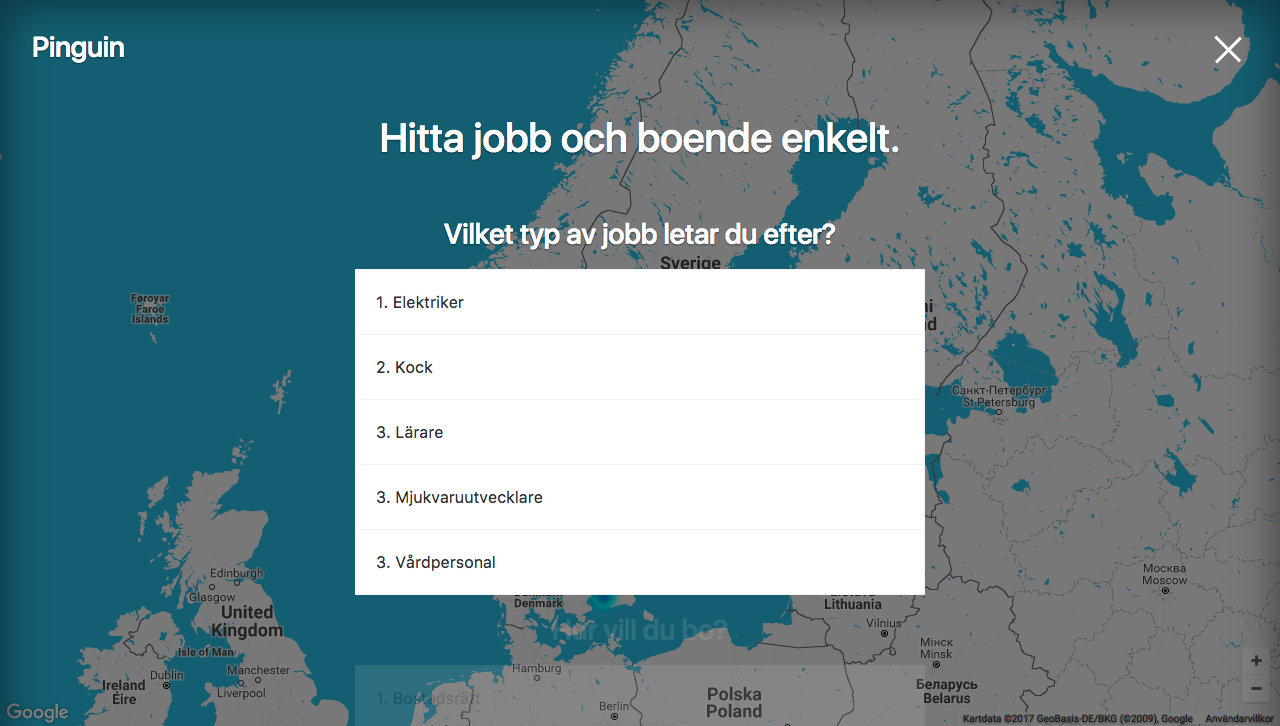 Pinguin
Hitta jobb och boende enkelt.
Vilket typ av jobb letar du efter?
Sverige
1. Elektriker
2. Kock
3. Lärare
3. Mjukvaruutvecklare
3. Vårdpersonal
Føroyar
Faroe
Islands
Санкт-Петербург
St Petersburg
Москва
Moscow
Edinburgh
Glasgow
United
Kingdom
Isle of Man
Dublin
Manchester
Ireland
Éire
Liverpool
Denmark
vill du bo?
Hamburg
1. Bostadsrätt
Berlin
Polska
Poland
Lithuania
Vilnius
Мінск
Minsk
Беларусь
Belarus
+
−
Google
Kartdata ©2017 GeoBasis-DE/BKG (©2009), Google
Användarvillkor